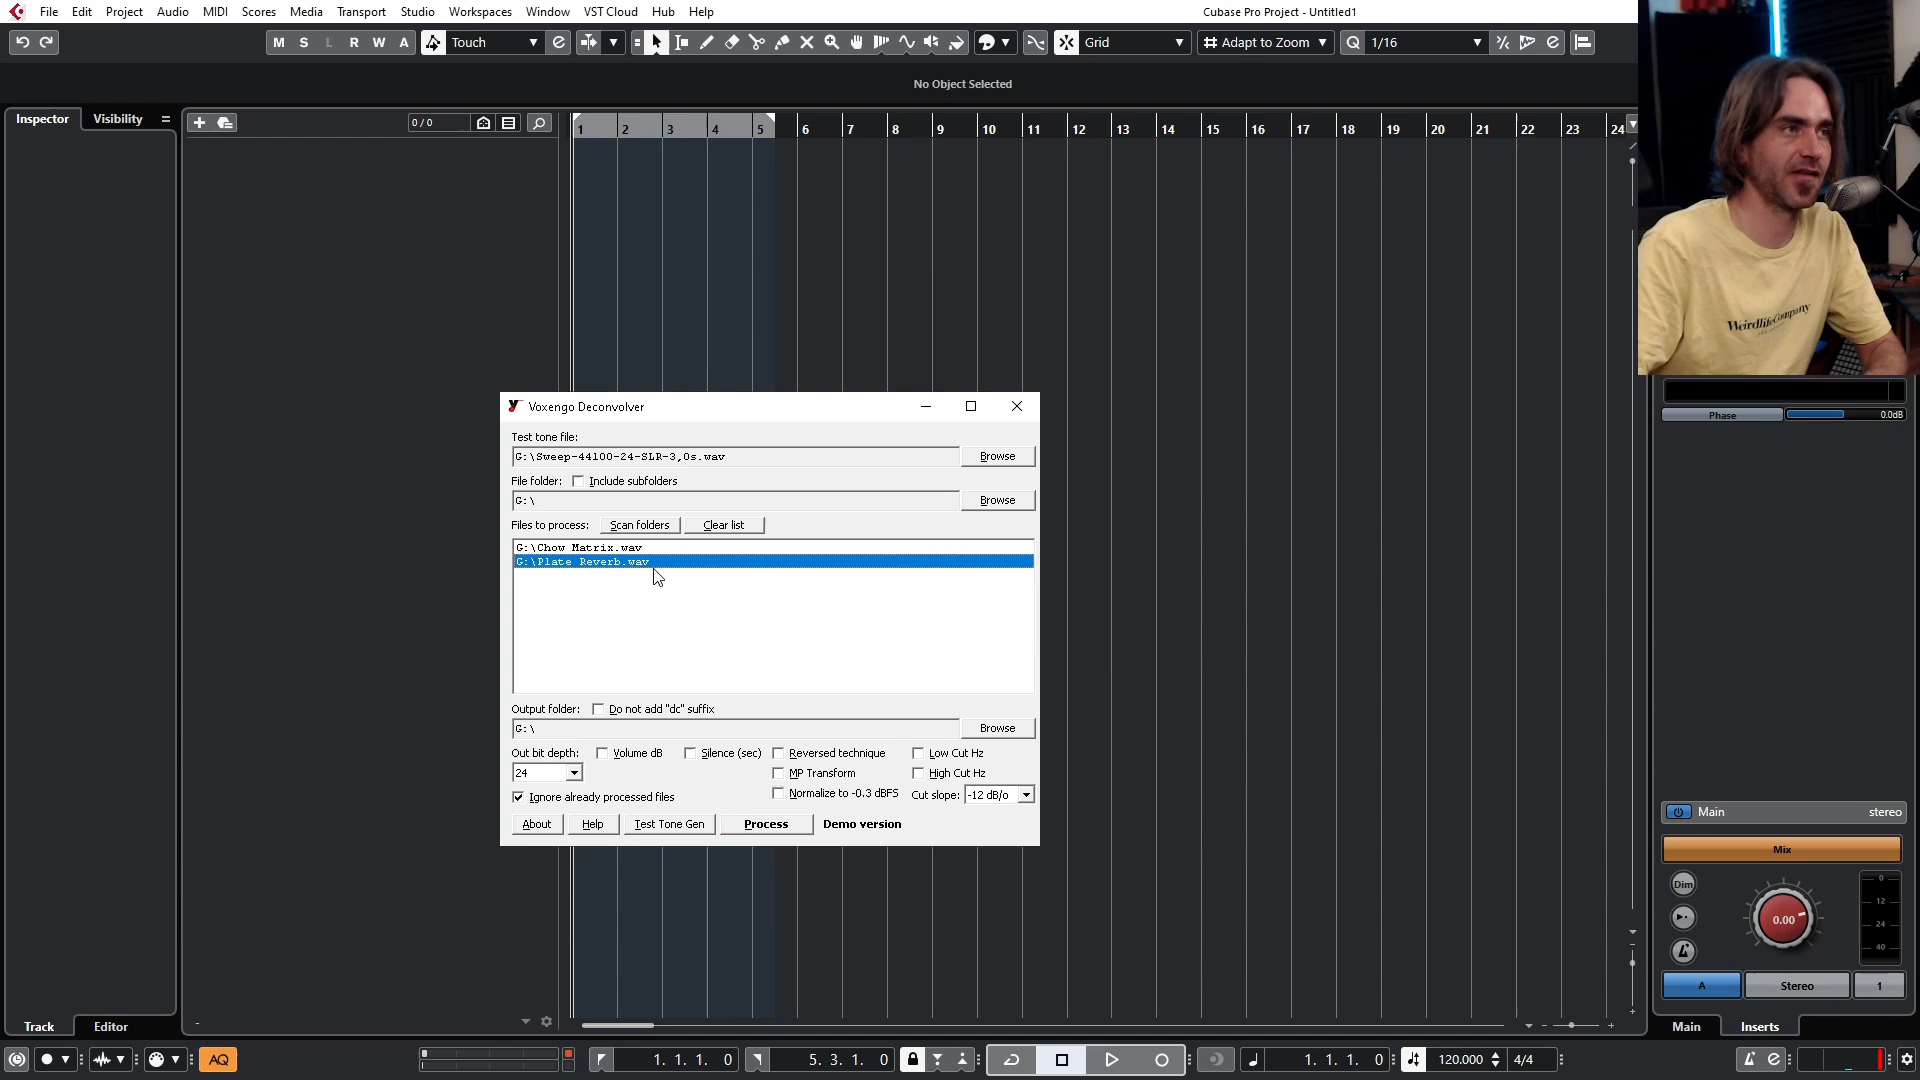 File Edit Project Audio MIDI Scores Media Transport Studio Workspaces Window VST Cloud Hub Help
Cubase Pro Project - Untitled1
M S L R W A Touch
Grid
Adapt to Zoom
Q 1/16
No Object Selected
Inspector Visibility
0 / 0
1 2 3 4 5 6 7 8 9 10 11 12 13 14 15 16 17 18 19 20 21 22 23 24
WeirdlifeCompany
Voxengo Deconvolver
Test tone file:
G:\Sweep-44100-24-SLR-3,0s.wav
Browse
File folder: Include subfolders
G:\
Browse
Files to process: Scan folders Clear list
G:\Chow Matrix.wav
G:\Plate Reverb.wav
Output folder: Do not add "dc" suffix
G:\
Browse
Out bit depth: Volume dB Silence (sec) Reversed technique Low Cut Hz
24 MP Transform High Cut Hz
Ignore already processed files Normalize to -0.3 dBFS Cut slope: -12 dB/o
About Help Test Tone Gen Process Demo version
Phase 0.0dB
Main stereo
Mix
Dim
0.00
0
12
24
40
A Stereo 1
Main Inserts
Track Editor
AQ
1. 1. 1. 0
5. 3. 1. 0
1. 1. 1. 0
120.000
4/4